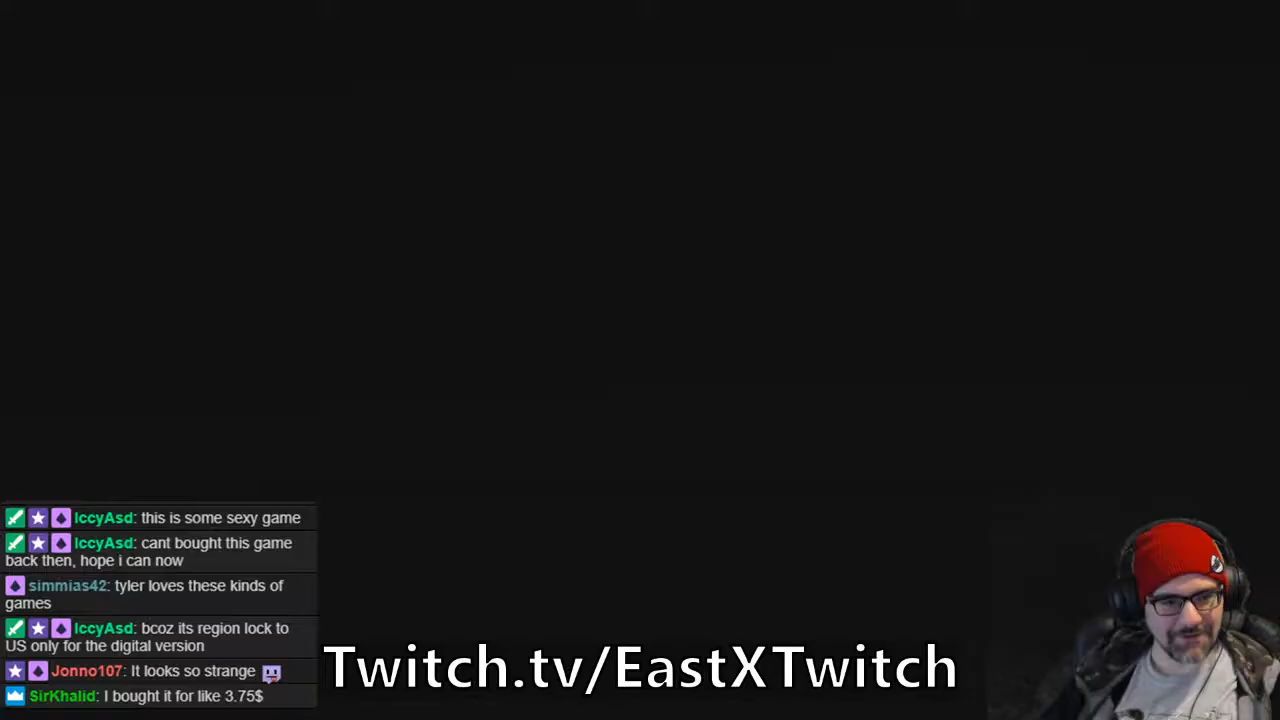 IccyAsd: this is some sexy game
IccyAsd: cant bought this game
back then, hope i can now
simmias42: tyler loves these kinds of
games
IccyAsd: bcoz its region lock to
US only for the digital version
Jonno107: It looks so strange
SirKhalid: I bought it for like 3.75$
Twitch.tv/EastXTwitch